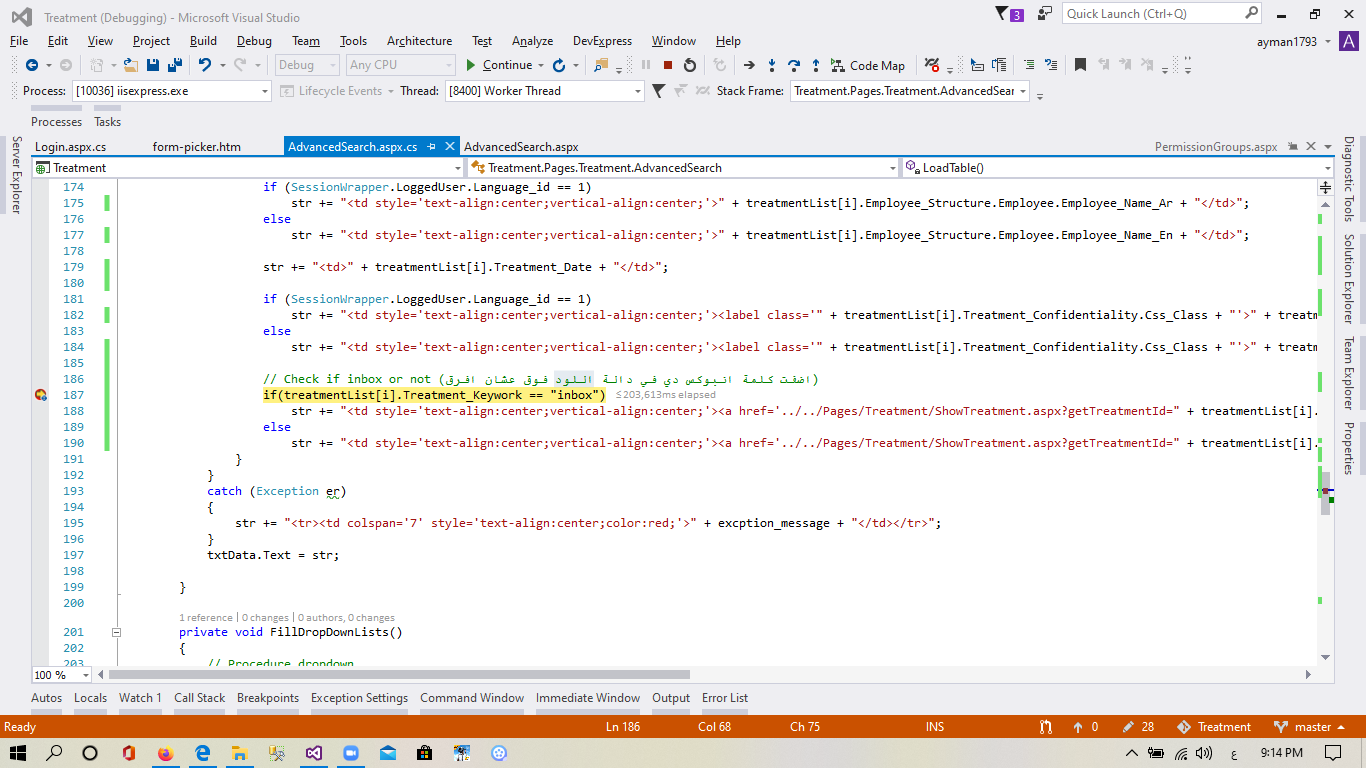 Treatment (Debugging) - Microsoft Visual Studio
3
Quick Launch (Ctrl+Q)
File Edit View Project Build Debug Team Tools Architecture Test Analyze DevExpress Window Help
ayman1793 A
Debug Any CPU Continue Code Map
Process: [10036] iisexpress.exe Lifecycle Events Thread: [8400] Worker Thread Stack Frame: Treatment.Pages.Treatment.AdvancedSear
Processes Tasks
Login.aspx.cs form-picker.htm AdvancedSearch.aspx.cs AdvancedSearch.aspx PermissionGroups.aspx
Treatment Treatment.Pages.Treatment.AdvancedSearch LoadTable()
Server Explorer
174 if (SessionWrapper.LoggedUser.Language_id == 1)
175 str += "<td style='text-align:center;vertical-align:center;'>" + treatmentList[i].Employee_Structure.Employee.Employee_Name_Ar + "</td>";
176 else
177 str += "<td style='text-align:center;vertical-align:center;'>" + treatmentList[i].Employee_Structure.Employee.Employee_Name_En + "</td>";
178
179 str += "<td>" + treatmentList[i].Treatment_Date + "</td>";
180
181 if (SessionWrapper.LoggedUser.Language_id == 1)
182 str += "<td style='text-align:center;vertical-align:center;'><label class='" + treatmentList[i].Treatment_Confidentiality.Css_Class + "'>" + treatm
183 else
184 str += "<td style='text-align:center;vertical-align:center;'><label class='" + treatmentList[i].Treatment_Confidentiality.Css_Class + "'>" + treatm
185
186 // Check if inbox or not (اضفت كلمة انبوكس دي في دالة اللود فوق عشان افرق)
187 if(treatmentList[i].Treatment_Keywork == "inbox") ≤203,613ms elapsed
188 str += "<td style='text-align:center;vertical-align:center;'><a href='../../Pages/Treatment/ShowTreatment.aspx?getTreatmentId=" + treatmentList[i].
189 else
190 str += "<td style='text-align:center;vertical-align:center;'><a href='../../Pages/Treatment/ShowTreatment.aspx?getTreatmentId=" + treatmentList[i].
191 }
192 }
193 catch (Exception er)
194 {
195 str += "<tr><td colspan='7' style='text-align:center;color:red;'>" + excption_message + "</td></tr>";
196 }
197 txtData.Text = str;
198
199 }
200
1 reference | 0 changes | 0 authors, 0 changes
201 private void FillDropDownLists()
202 {
203 // Procedure dropdown
Diagnostic Tools
Solution Explorer
Team Explorer
Properties
100 %
Autos Locals Watch 1 Call Stack Breakpoints Exception Settings Command Window Immediate Window Output Error List
Ready Ln 186 Col 68 Ch 75 INS 0 28 Treatment master
ع 9:14 PM